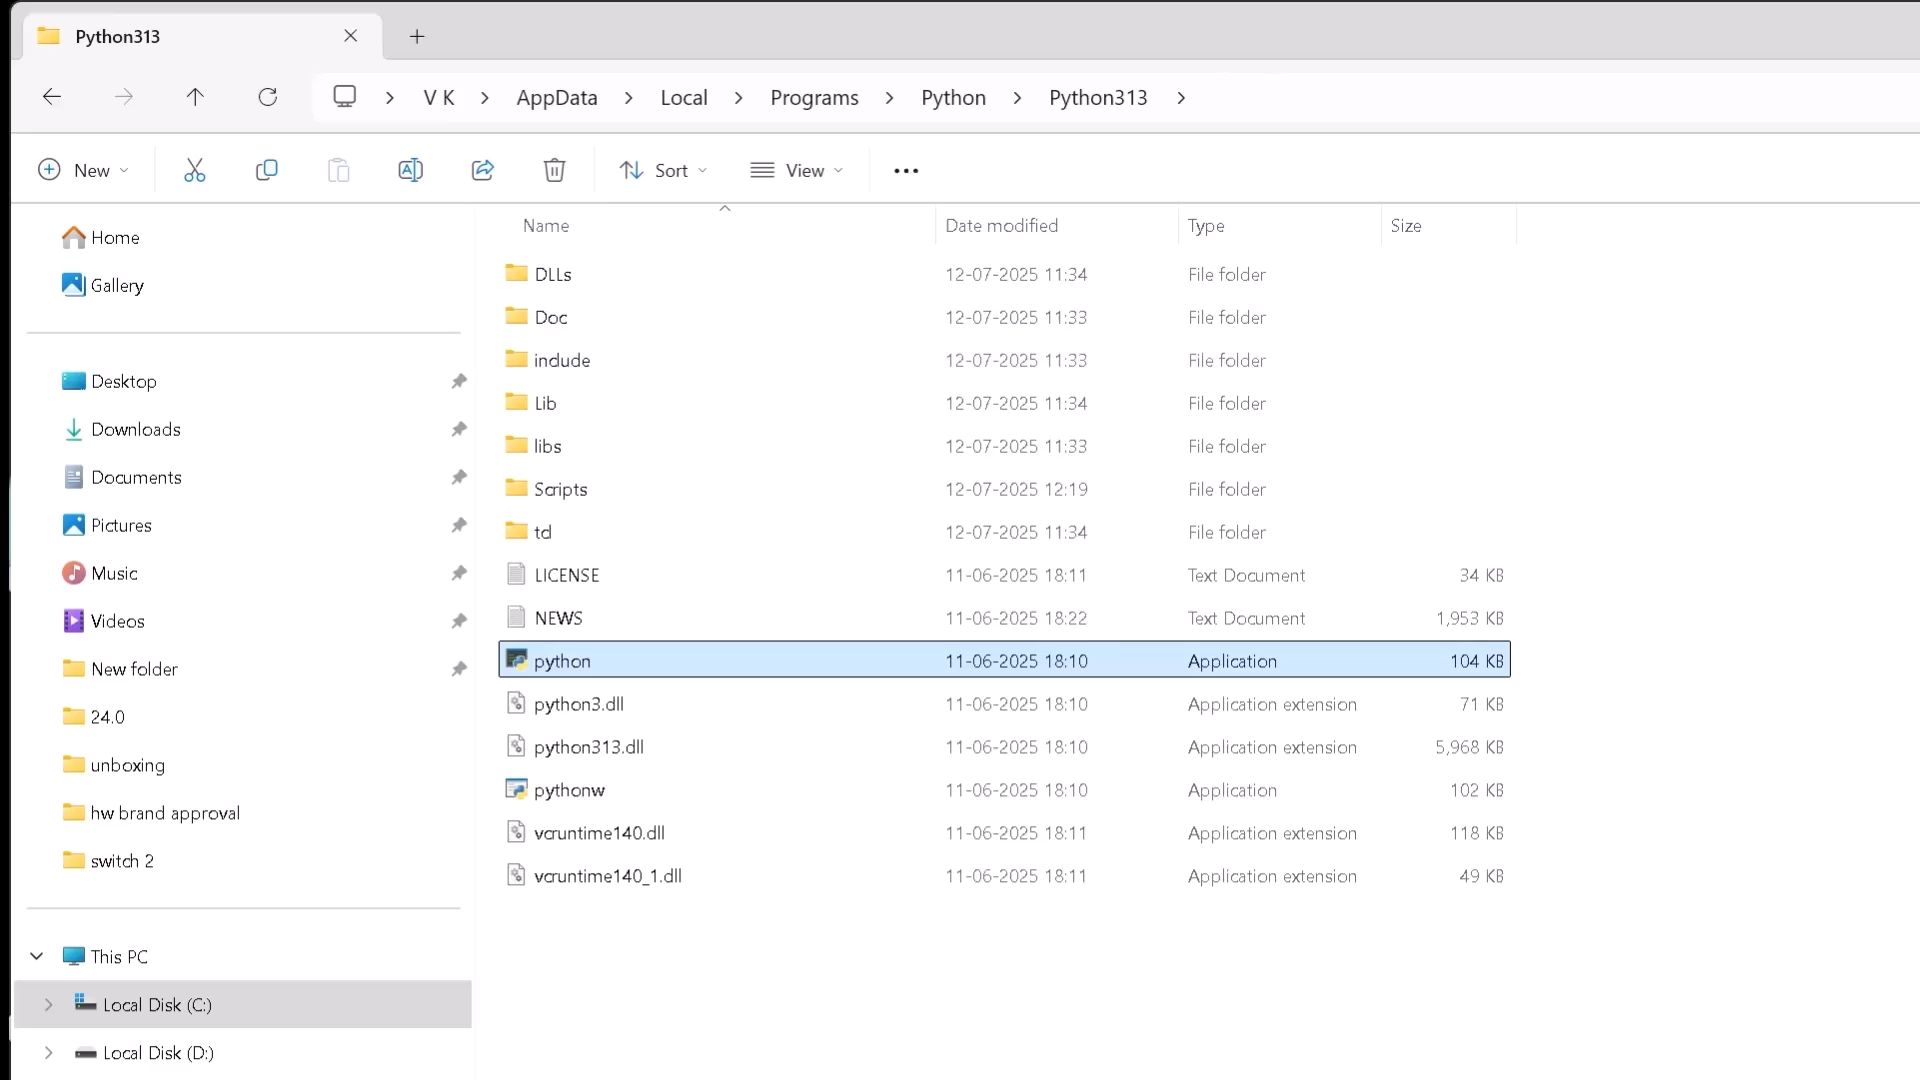 Python313
V K > AppData > Local > Programs > Python > Python313 >
New Sort View
Name Date modified Type Size
Home
Gallery
Desktop
Downloads
Documents
Pictures
Music
Videos
New folder
24.0
unboxing
hw brand approval
switch 2
This PC
Local Disk (C:)
Local Disk (D:)
DLLs 12-07-2025 11:34 File folder
Doc 12-07-2025 11:33 File folder
include 12-07-2025 11:33 File folder
Lib 12-07-2025 11:34 File folder
libs 12-07-2025 11:33 File folder
Scripts 12-07-2025 12:19 File folder
tcl 12-07-2025 11:34 File folder
LICENSE 11-06-2025 18:11 Text Document 34 KB
NEWS 11-06-2025 18:22 Text Document 1,953 KB
python 11-06-2025 18:10 Application 104 KB
python3.dll 11-06-2025 18:10 Application extension 71 KB
python313.dll 11-06-2025 18:10 Application extension 5,968 KB
pythonw 11-06-2025 18:10 Application 102 KB
vcruntime140.dll 11-06-2025 18:11 Application extension 118 KB
vcruntime140_1.dll 11-06-2025 18:11 Application extension 49 KB